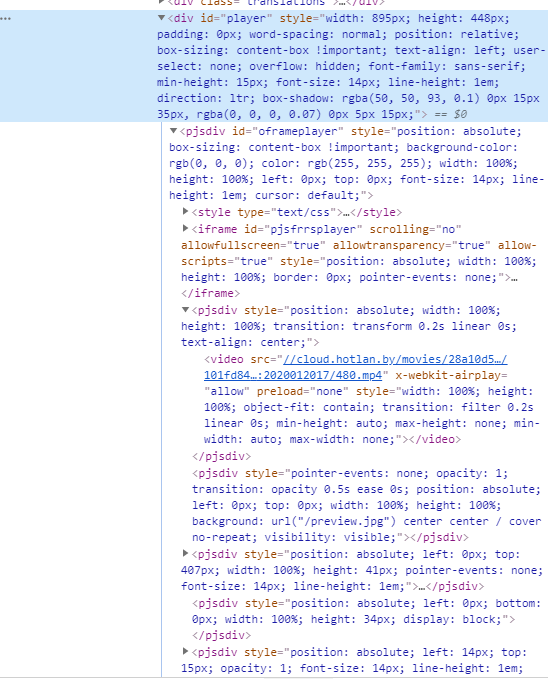 <div class="translations">…</div>
<div id="player" style="width: 895px; height: 448px;
padding: 0px; word-spacing: normal; position: relative;
box-sizing: content-box !important; text-align: left; user-
select: none; overflow: hidden; font-family: sans-serif;
min-height: 15px; font-size: 14px; line-height: 1em;
direction: ltr; box-shadow: rgba(50, 50, 93, 0.1) 0px 15px
35px, rgba(0, 0, 0, 0.07) 0px 5px 15px;"> == $0
<pjsdiv id="oframeplayer" style="position: absolute;
box-sizing: content-box !important; background-color:
rgb(0, 0, 0); color: rgb(255, 255, 255); width: 100%;
height: 100%; left: 0px; top: 0px; font-size: 14px; line-
height: 1em; cursor: default;">
<style type="text/css">…</style>
<iframe id="pjsfrrsplayer" scrolling="no"
allowfullscreen="true" allowtransparency="true" allow-
scripts="true" style="position: absolute; width: 100%;
height: 100%; border: 0px; pointer-events: none;">…
</iframe>
<pjsdiv style="position: absolute; width: 100%;
height: 100%; transition: transform 0.2s linear 0s;
text-align: center;">
<video src="//cloud.hotlan.by/movies/28a10d5…/
101fd84…:2020012017/480.mp4" x-webkit-airplay=
"allow" preload="none" style="width: 100%; height:
100%; object-fit: contain; transition: filter 0.2s
linear 0s; min-height: auto; max-height: none; min-
width: auto; max-width: none;"></video>
</pjsdiv>
<pjsdiv style="pointer-events: none; opacity: 1;
transition: opacity 0.5s ease 0s; position: absolute;
left: 0px; top: 0px; width: 100%; height: 100%;
background: url("/preview.jpg") center center / cover
no-repeat; visibility: visible;"></pjsdiv>
<pjsdiv style="position: absolute; left: 0px; top:
407px; width: 100%; height: 41px; pointer-events: none;
font-size: 14px; line-height: 1em;">…</pjsdiv>
<pjsdiv style="position: absolute; left: 0px; bottom:
0px; width: 100%; height: 34px; display: block;">
</pjsdiv>
<pjsdiv style="position: absolute; left: 14px; top:
15px; opacity: 1; font-size: 14px; line-height: 1em;